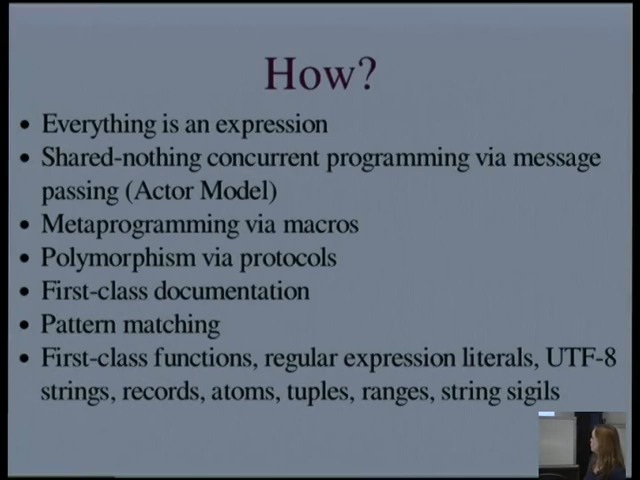 How?
• Everything is an expression
• Shared-nothing concurrent programming via message
passing (Actor Model)
• Metaprogramming via macros
• Polymorphism via protocols
• First-class documentation
• Pattern matching
• First-class functions, regular expression literals, UTF-8
strings, records, atoms, tuples, ranges, string sigils